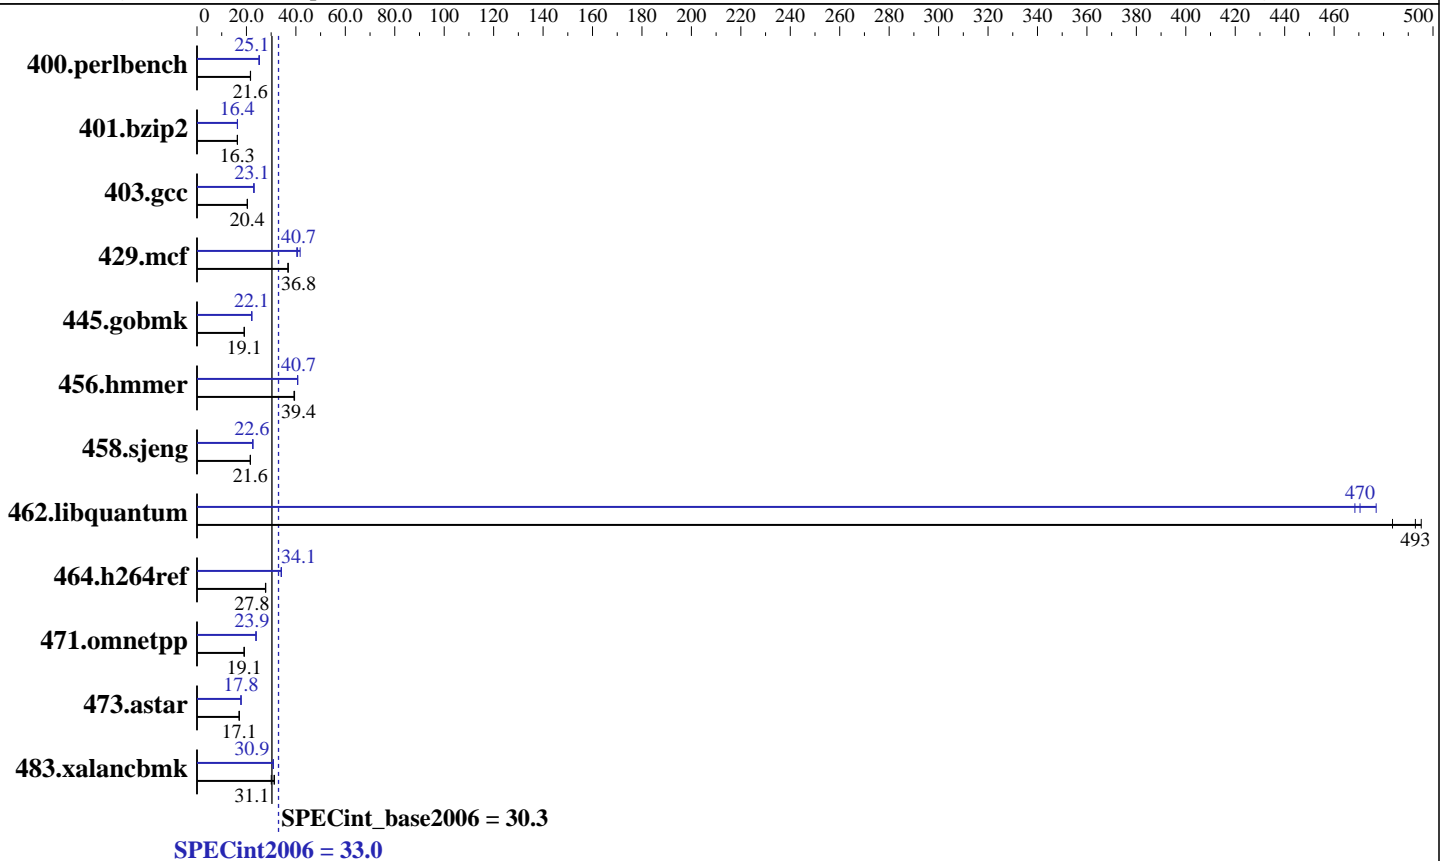 0 20.0 40.0 60.0 80.0 100 120 140 160 180 200 220 240 260 280 300 320 340 360 380 400 420 440 460 500
25.1
400.perlbench
21.6
16.4
401.bzip2
16.3
23.1
403.gcc
20.4
40.7
429.mcf
36.8
22.1
445.gobmk
19.1
40.7
456.hmmer
39.4
22.6
458.sjeng
21.6
470
462.libquantum
493
34.1
464.h264ref
27.8
23.9
471.omnetpp
19.1
17.8
473.astar
17.1
30.9
483.xalancbmk
31.1
SPECint_base2006 = 30.3
SPECint2006 = 33.0